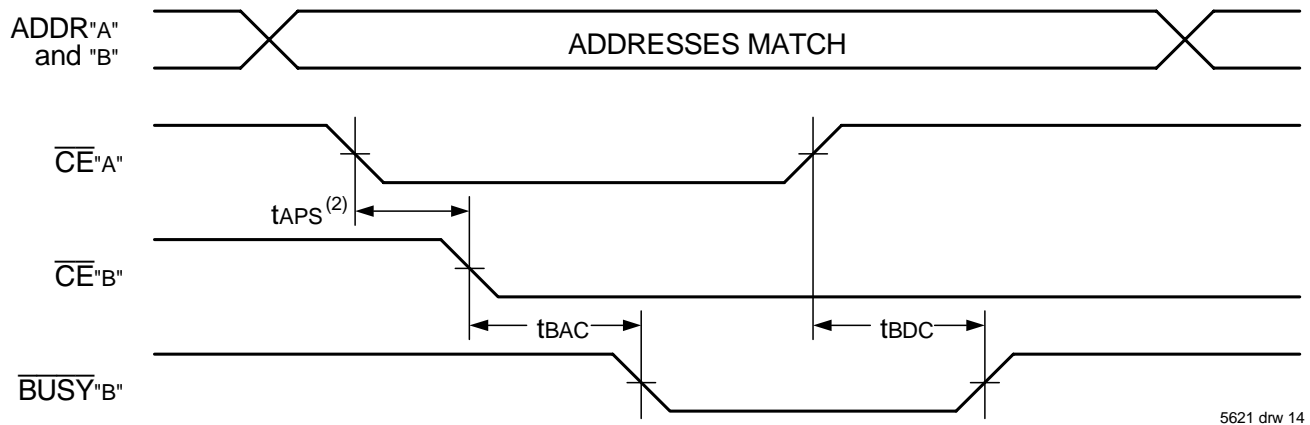 ADDR"A"
and "B"
ADDRESSES MATCH
CE"A"
tAPS(2)
CE"B"
tBAC
tBDC
BUSY"B"
5621 drw 14